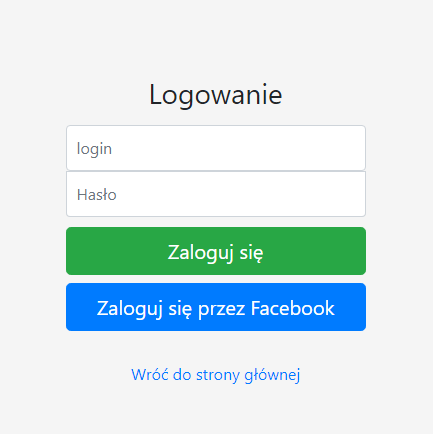 Logowanie
login
Hasło
Zaloguj się
Zaloguj się przez Facebook
Wróć do strony głównej